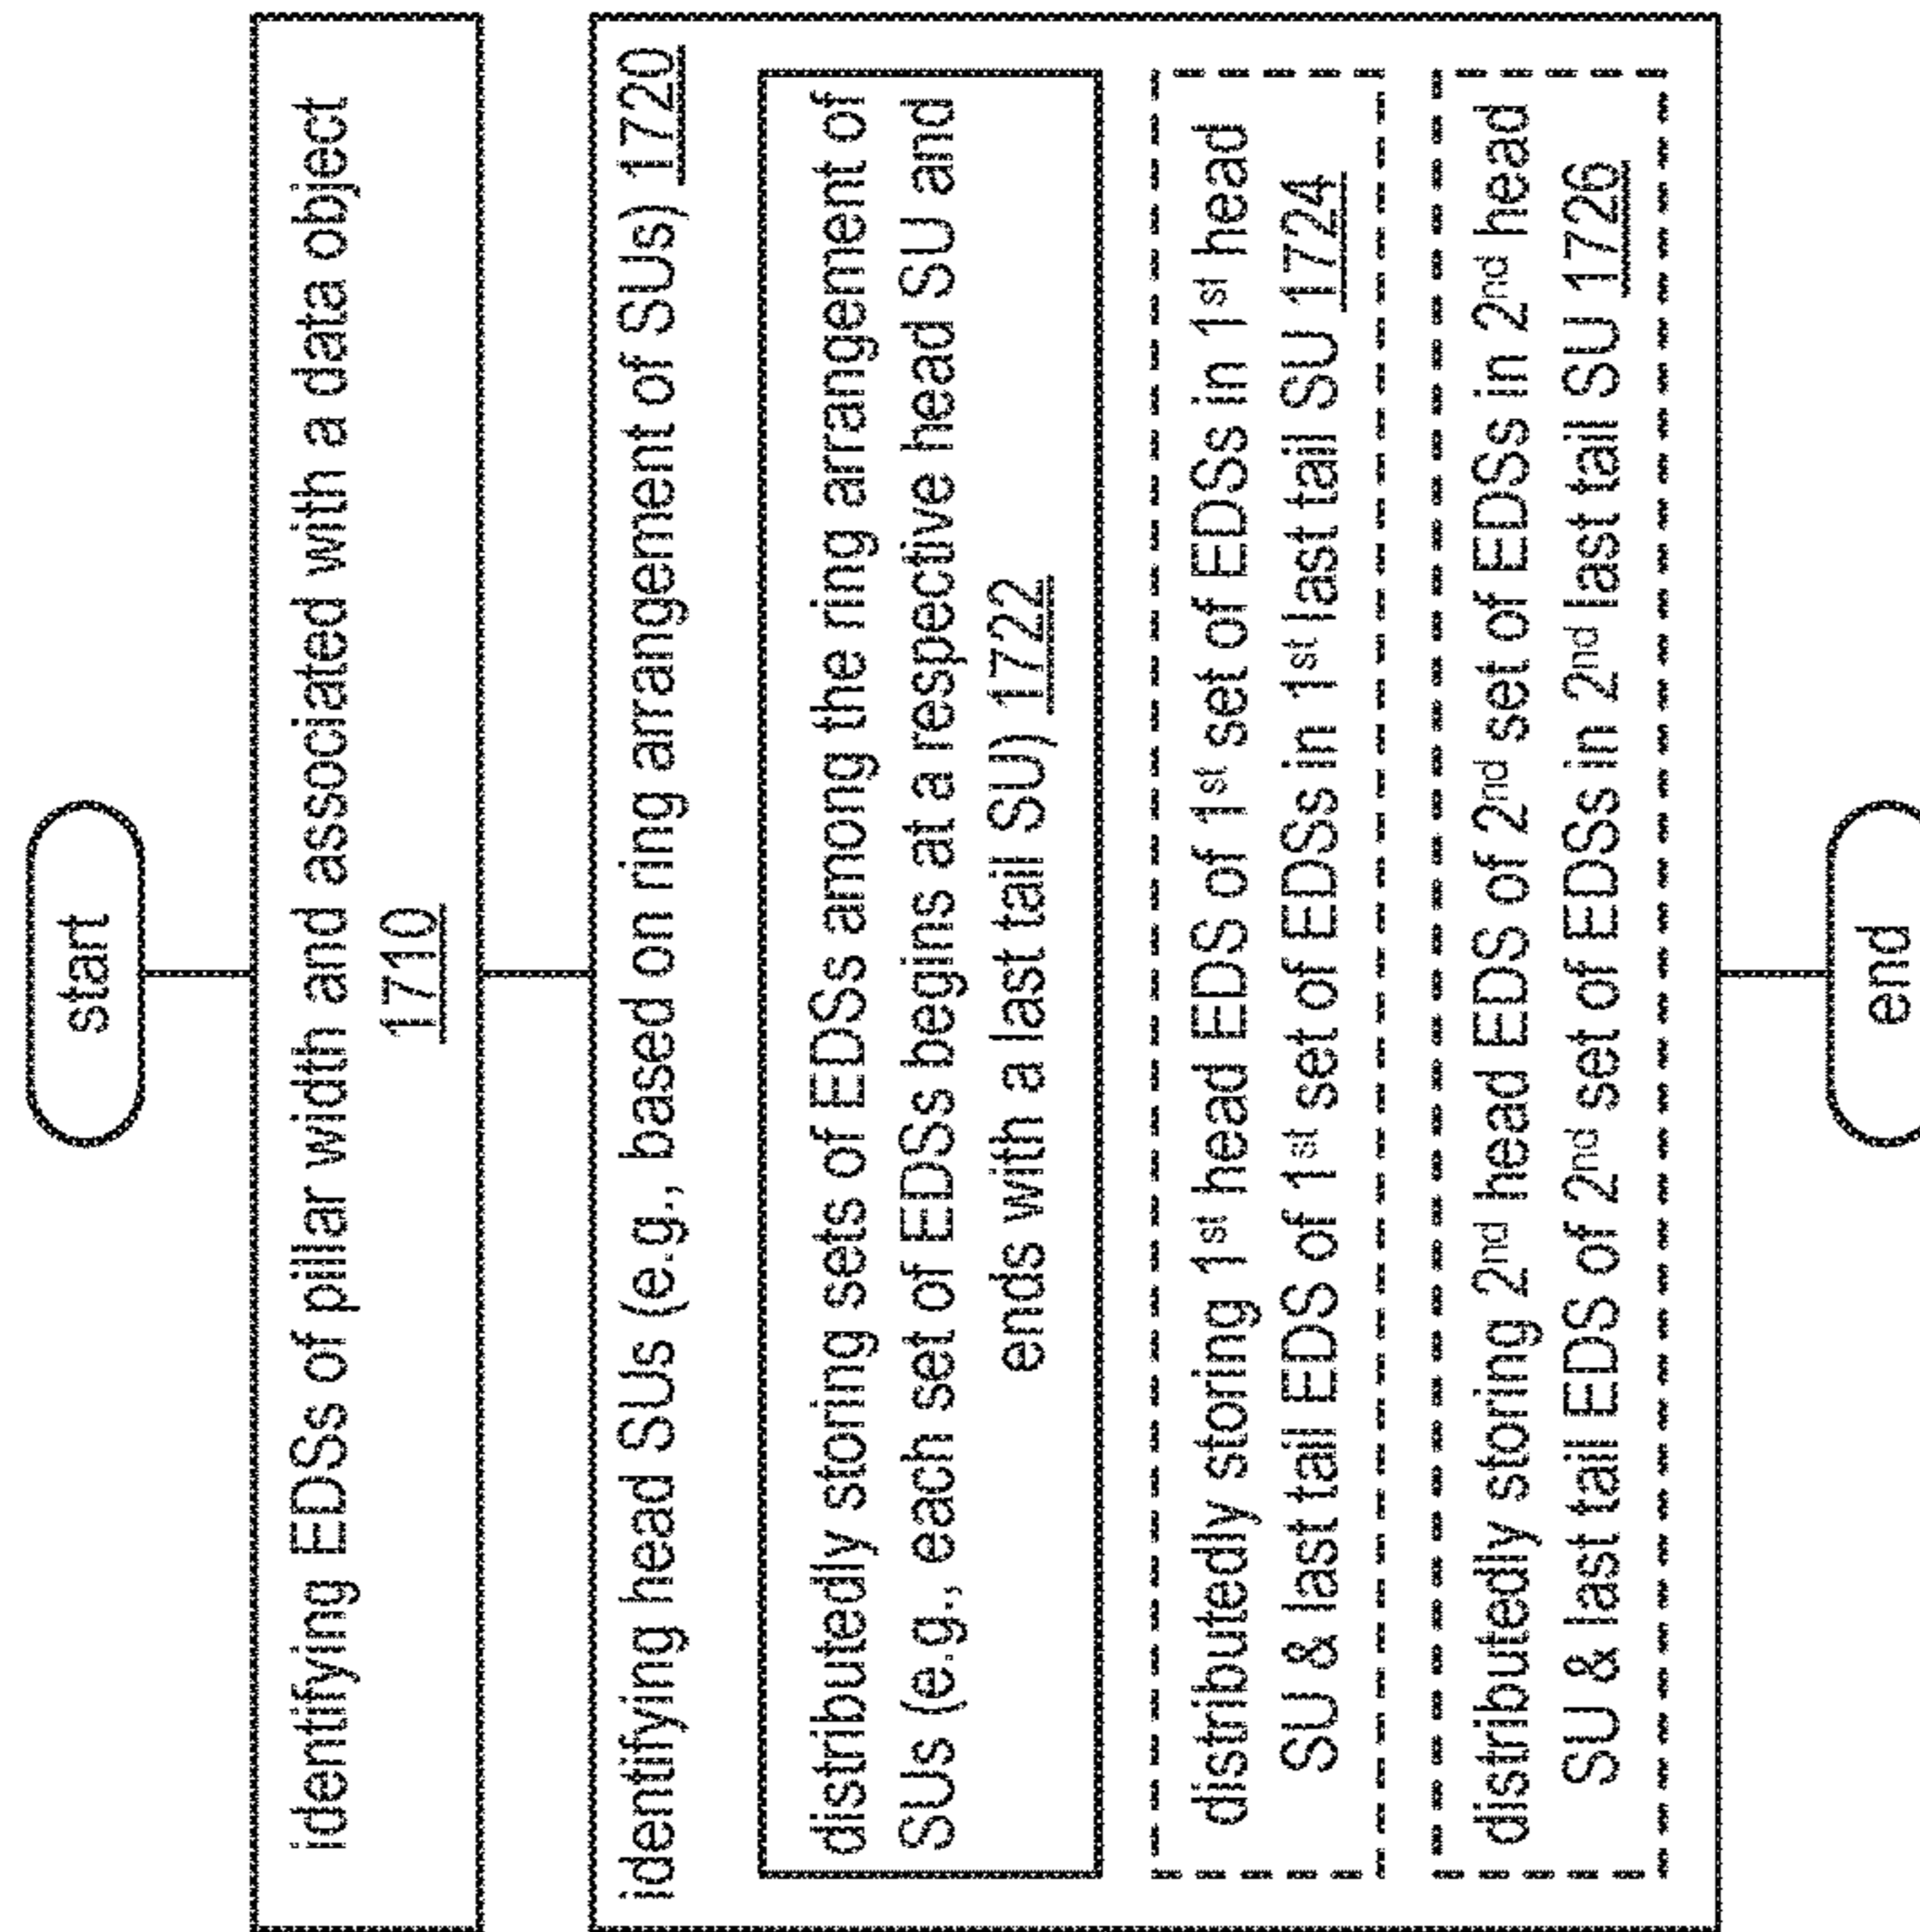 start
identifying EDSs of pillar width and associated with a data object
1710
identifying head SUs (e.g., based on ring arrangement of SUs) 1720
distributedly storing sets of EDSs among the ring arrangement of
SUs (e.g., each set of EDSs begins at a respective head SU and
ends with a last tail SU) 1722
distributedly storing 1st head EDS of 1st set of EDSs in 1st head
SU & last tail EDS of 1st set of EDSs in 1st last tail SU 1724
distributedly storing 2nd head EDS of 2nd set of EDSs in 2nd head
SU & last tail EDS of 2nd set of EDSs in 2nd last tail SU 1726
end